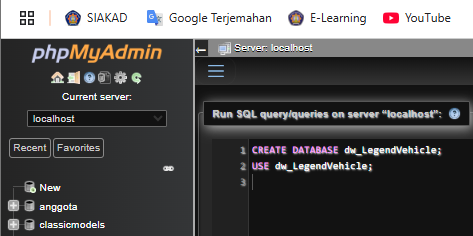 SIAKAD Google Terjemahan E-Learning YouTube
phpMyAdmin
Current server:
localhost
Recent Favorites
New
anggota
classicmodels
Server: localhost
Run SQL query/queries on server “localhost”:
1 CREATE DATABASE dw_LegendVehicle;
2 USE dw_LegendVehicle;
3